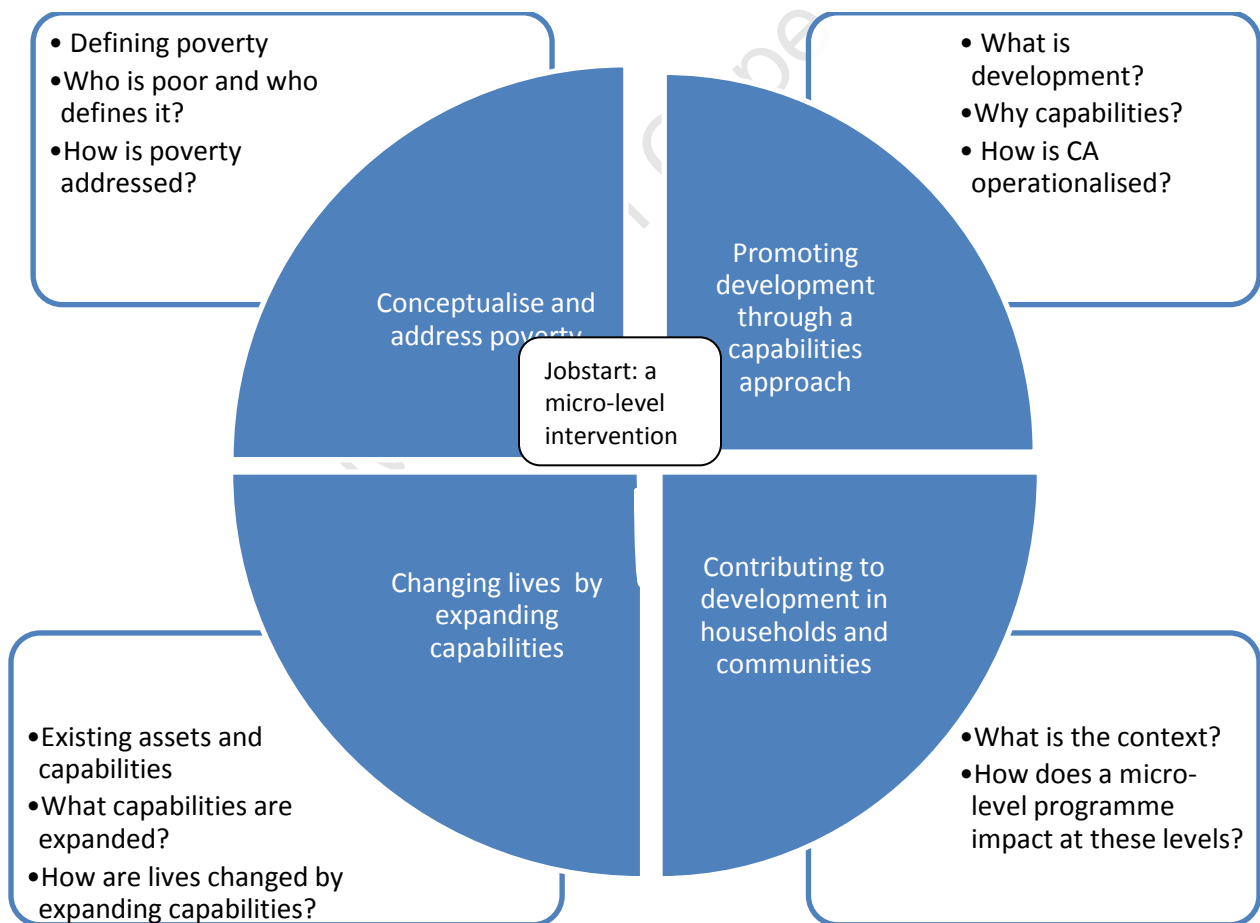 • Defining poverty
•Who is poor and who
defines it?
•How is poverty
addressed?
• What is
development?
•Why capabilities?
• How is CA
operationalised?
Conceptualise and
address poverty
Promoting
development
through a
capabilities
approach
Jobstart: a
micro-level
intervention
Changing lives by
expanding
capabilities
Contributing to
development in
households and
communities
•Existing assets and
capabilities
•What capabilities are
expanded?
•How are lives changed by
expanding capabilities?
•What is the context?
•How does a micro-
level programme
impact at these levels?